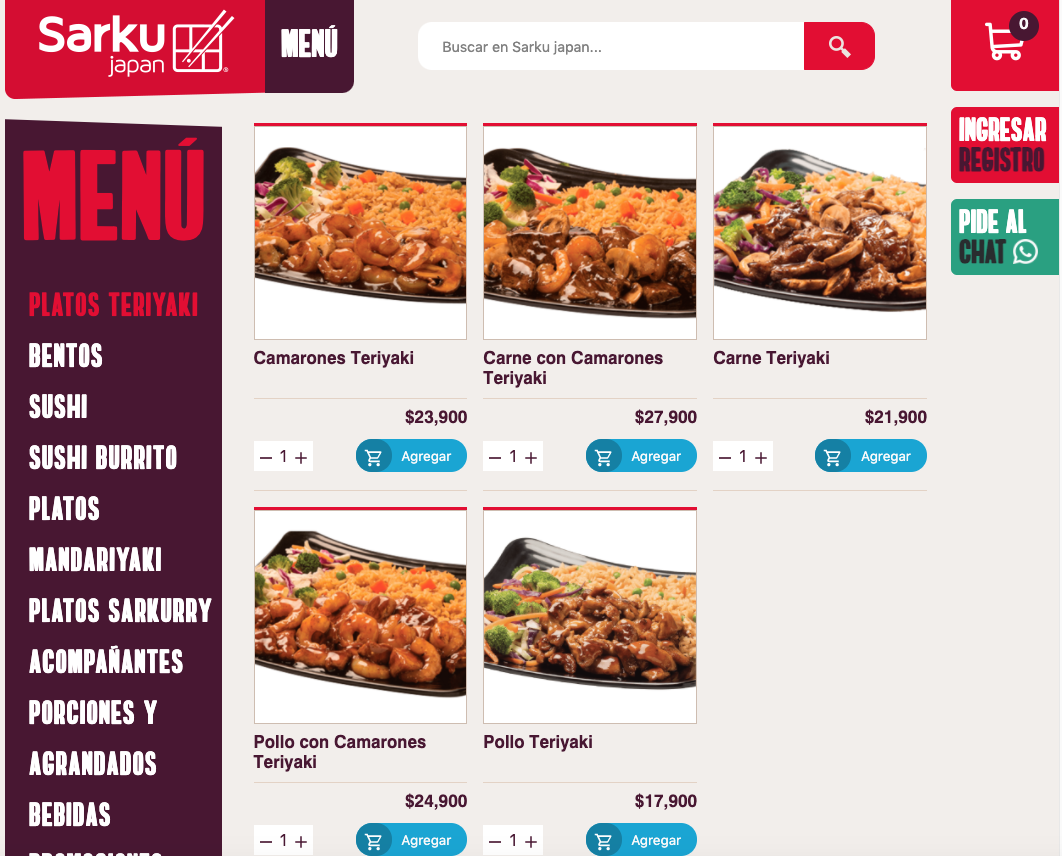 Sarku
japan
MENÚ
Buscar en Sarku japan...
0
INGRESAR
REGISTRO
PIDE AL
CHAT
MENÚ
PLATOS TERIYAKI
BENTOS
SUSHI
SUSHI BURRITO
PLATOS
MANDARIYAKI
PLATOS SARKURRY
ACOMPAÑANTES
PORCIONES Y
AGRANDADOS
BEBIDAS
Camarones Teriyaki
$23,900
− 1 + Agregar
Carne con Camarones
Teriyaki
$27,900
− 1 + Agregar
Carne Teriyaki
$21,900
− 1 + Agregar
Pollo con Camarones
Teriyaki
$24,900
− 1 + Agregar
Pollo Teriyaki
$17,900
− 1 + Agregar